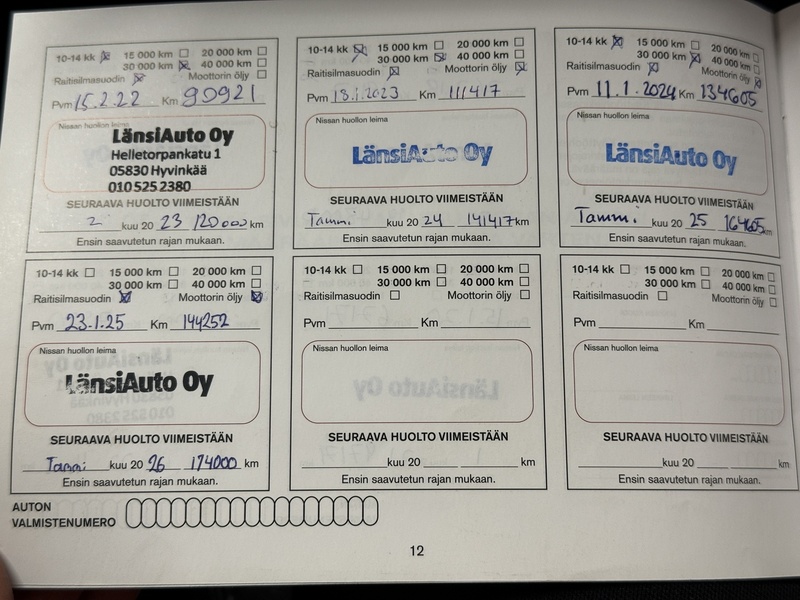 10-14 kk 15 000 km 20 000 km
30 000 km 40 000 km
Raitisilmasuodin Moottorin öljy
Pvm 15.2.22 Km 90921
Nissan huollon leima
LänsiAuto Oy
Helletorpankatu 1
05830 Hyvinkää
010 525 2380
SEURAAVA HUOLTO VIIMEISTÄÄN
2 kuu 20 23 120000 km
Ensin saavutetun rajan mukaan.
10-14 kk 15 000 km 20 000 km
30 000 km 40 000 km
Raitisilmasuodin Moottorin öljy
Pvm 18.1.2023 Km 111417
Nissan huollon leima
LänsiAuto Oy
SEURAAVA HUOLTO VIIMEISTÄÄN
Tammi kuu 20 24 141417 km
Ensin saavutetun rajan mukaan.
10-14 kk 15 000 km 20 000 km
30 000 km 40 000 km
Raitisilmasuodin Moottorin öljy
Pvm 11.1.2024 Km 134605
Nissan huollon leima
LänsiAuto Oy
SEURAAVA HUOLTO VIIMEISTÄÄN
Tammi kuu 20 25 164605 km
Ensin saavutetun rajan mukaan.
10-14 kk 15 000 km 20 000 km
30 000 km 40 000 km
Raitisilmasuodin Moottorin öljy
Pvm 23.1.25 Km 144252
Nissan huollon leima
LänsiAuto Oy
SEURAAVA HUOLTO VIIMEISTÄÄN
Tammi kuu 20 26 174000 km
Ensin saavutetun rajan mukaan.
10-14 kk 15 000 km 20 000 km
30 000 km 40 000 km
Raitisilmasuodin Moottorin öljy
Pvm Km
Nissan huollon leima
SEURAAVA HUOLTO VIIMEISTÄÄN
kuu 20 km
Ensin saavutetun rajan mukaan.
10-14 kk 15 000 km 20 000 km
30 000 km 40 000 km
Raitisilmasuodin Moottorin öljy
Pvm Km
Nissan huollon leima
SEURAAVA HUOLTO VIIMEISTÄÄN
kuu 20 km
Ensin saavutetun rajan mukaan.
AUTON
VALMISTENUMERO
12